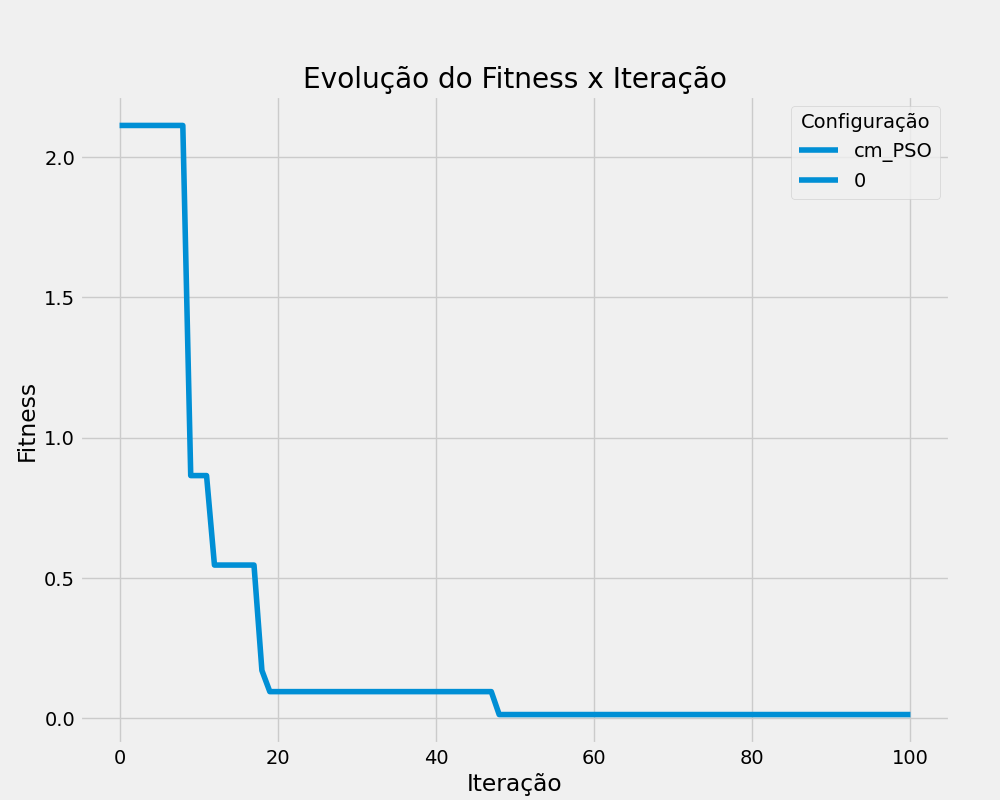 Evolução do Fitness x Iteração
Configuração
cm_PSO
0
Fitness
2.0
1.5
1.0
0.5
0.0
0 20 40 60 80 100
Iteração